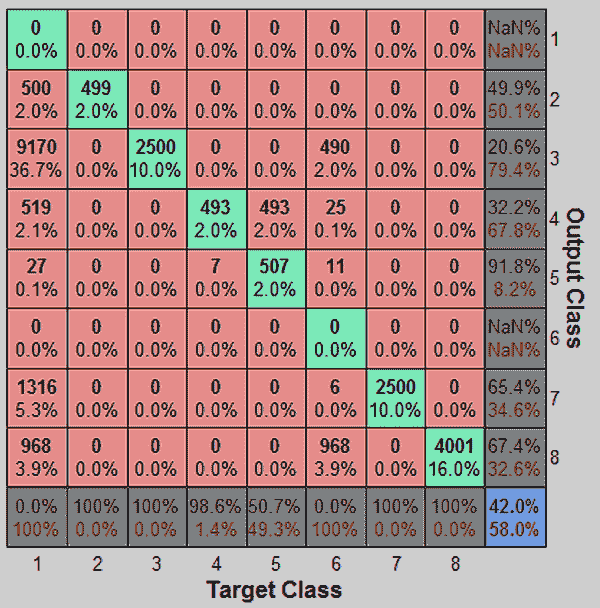 0 0 0 0 0 0 0 0 NaN%
0.0% 0.0% 0.0% 0.0% 0.0% 0.0% 0.0% 0.0% NaN% 1
500 499 0 0 0 0 0 0 49.9%
2.0% 2.0% 0.0% 0.0% 0.0% 0.0% 0.0% 0.0% 50.1% 2
9170 0 2500 0 0 490 0 0 20.6%
36.7% 0.0% 10.0% 0.0% 0.0% 2.0% 0.0% 0.0% 79.4% 3
519 0 0 493 493 25 0 0 32.2%
2.1% 0.0% 0.0% 2.0% 2.0% 0.1% 0.0% 0.0% 67.8% 4
27 0 0 7 507 11 0 0 91.8%
0.1% 0.0% 0.0% 0.0% 2.0% 0.0% 0.0% 0.0% 8.2% 5
0 0 0 0 0 0 0 0 NaN%
0.0% 0.0% 0.0% 0.0% 0.0% 0.0% 0.0% 0.0% NaN% 6
1316 0 0 0 0 6 2500 0 65.4%
5.3% 0.0% 0.0% 0.0% 0.0% 0.0% 10.0% 0.0% 34.6% 7
968 0 0 0 0 968 0 4001 67.4%
3.9% 0.0% 0.0% 0.0% 0.0% 3.9% 0.0% 16.0% 32.6% 8
0.0% 100% 100% 98.6% 50.7% 0.0% 100% 100% 42.0%
100% 0.0% 0.0% 1.4% 49.3% 100% 0.0% 0.0% 58.0%
1 2 3 4 5 6 7 8
Target Class
Output Class